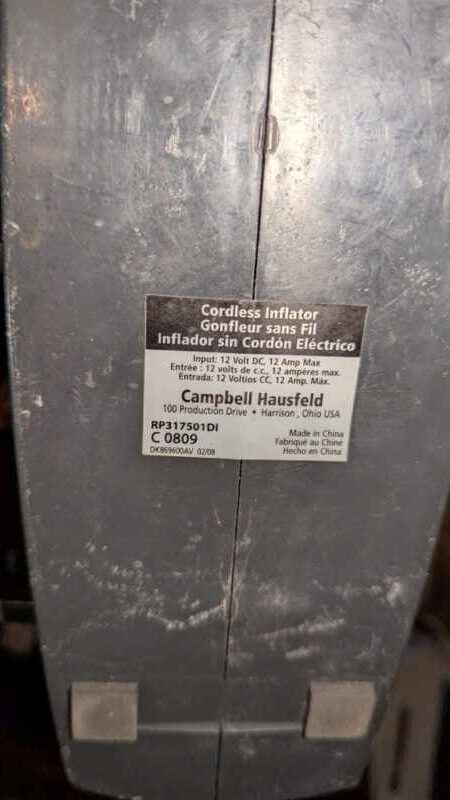 Cordless Inflator
Gonfleur sans Fil
Inflador sin Cordón Eléctrico
Input: 12 Volt DC, 12 Amp Max
Entrée : 12 volts de c.c., 12 ampères max.
Entrada: 12 Voltios CC, 12 Amp. Máx.
Campbell Hausfeld
100 Production Drive • Harrison , Ohio USA
RP317501DI
C 0809
DK869600AV 02/08
Made in China
Fabriqué au Chine
Hecho en China